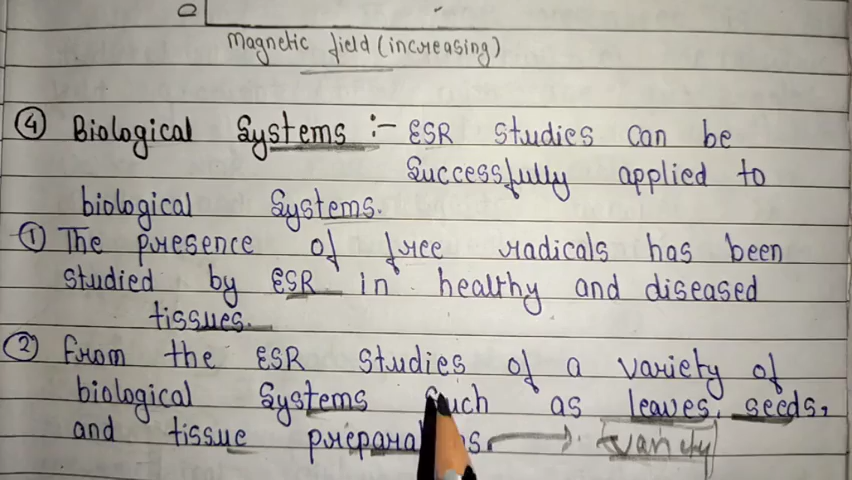 0
magnetic field (increasing)
④ Biological Systems :- ESR studies can be
successfully applied to
biological systems.
① The presence of free radicals has been
studied by ESR in healthy and diseased
tissues.
② From the ESR studies of a variety of
biological systems such as leaves, seeds,
and tissue